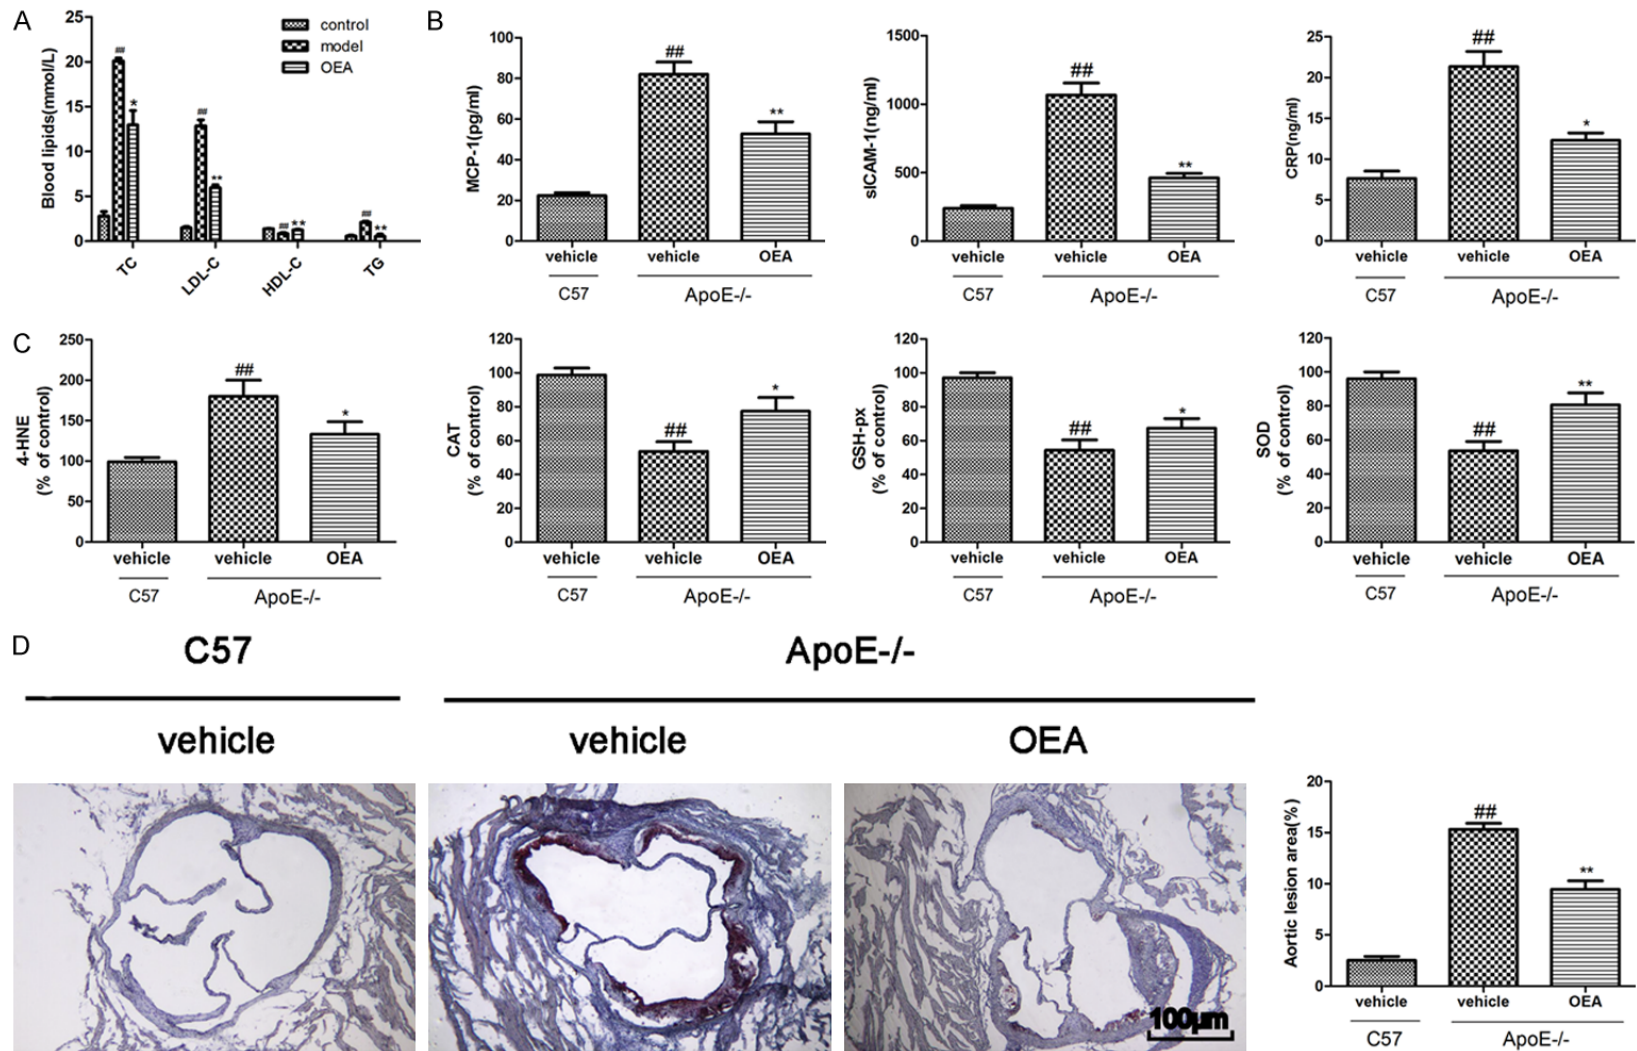 A
25
20
15
10
5
0
Blood lipids(mmol/L)
control
model
OEA
##
*
##
**
##
**
##
**
TC
LDL-C
HDL-C
TG
B
100
80
60
40
20
0
MCP-1(pg/ml)
##
**
vehicle vehicle OEA
C57 ApoE-/-
1500
1000
500
0
sICAM-1(ng/ml)
##
**
vehicle vehicle OEA
C57 ApoE-/-
25
20
15
10
5
0
CRP(ng/ml)
##
*
vehicle vehicle OEA
C57 ApoE-/-
C
250
200
150
100
50
0
4-HNE
(% of control)
##
*
vehicle vehicle OEA
C57 ApoE-/-
120
100
80
60
40
20
0
CAT
(% of control)
##
*
vehicle vehicle OEA
C57 ApoE-/-
120
100
80
60
40
20
0
GSH-px
(% of control)
##
*
vehicle vehicle OEA
C57 ApoE-/-
120
100
80
60
40
20
0
SOD
(% of control)
##
**
vehicle vehicle OEA
C57 ApoE-/-
D
C57 ApoE-/-
vehicle vehicle OEA
100μm
20
15
10
5
0
Aortic lesion area(%)
##
**
vehicle vehicle OEA
C57 ApoE-/-